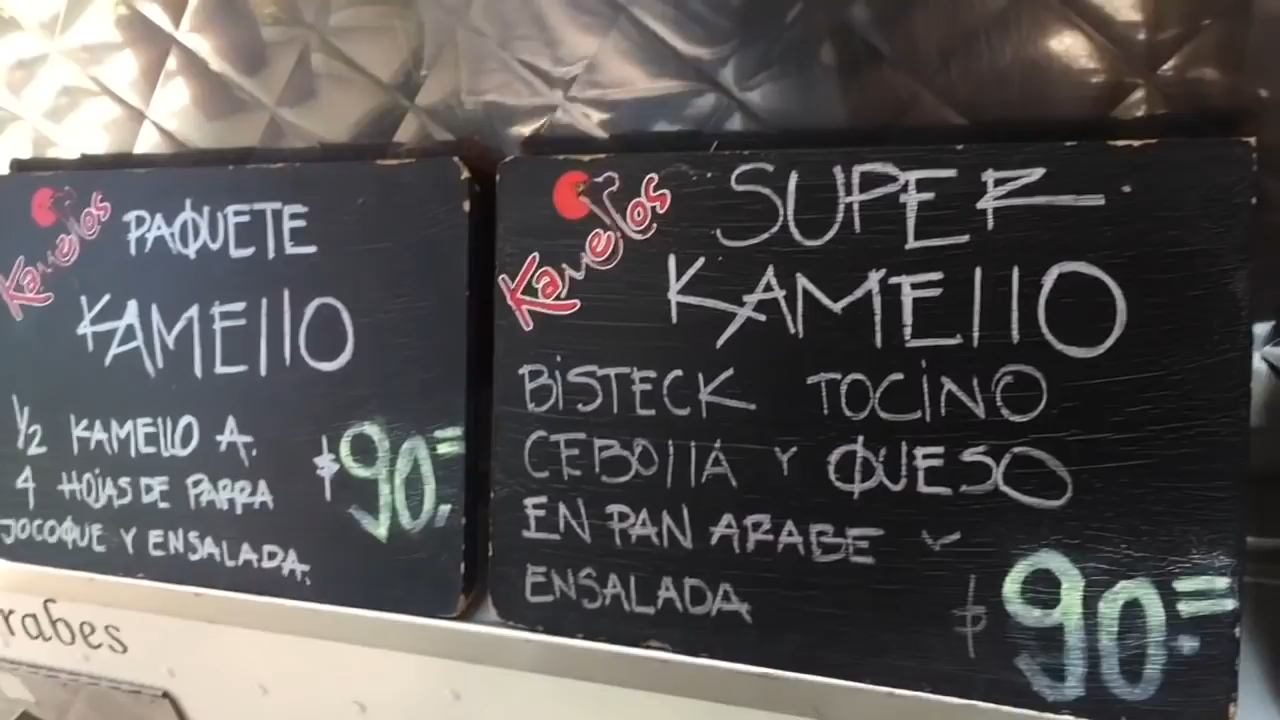 Kamellos
PAQUETE
KAMEllO
1/2 KAMEllO A.
4 HOJAS DE PARRA
JOCOQUE Y ENSALADA.
$90.=
Kamellos
SUPER
KAMEllO
BiSTECK TOCiNO
CEBOllA Y QUESO
EN PAN ARABE Y
ENSALADA
$90.=
rabes